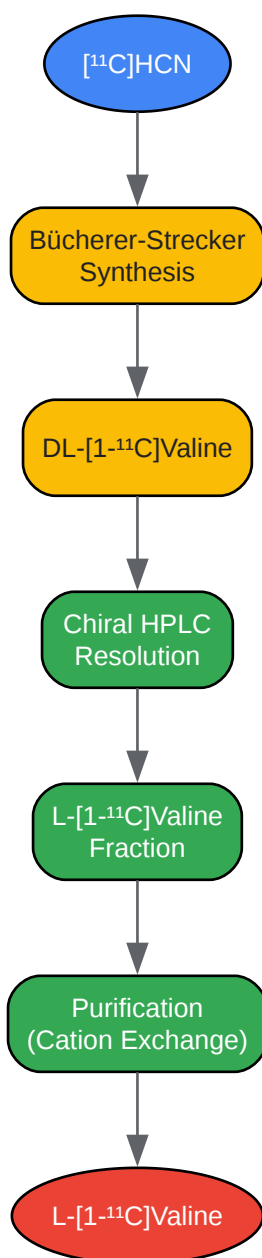 [¹¹C]HCN
Bücherer-Strecker
Synthesis
DL-[1-¹¹C]Valine
Chiral HPLC
Resolution
L-[1-¹¹C]Valine
Fraction
Purification
(Cation Exchange)
L-[1-¹¹C]Valine